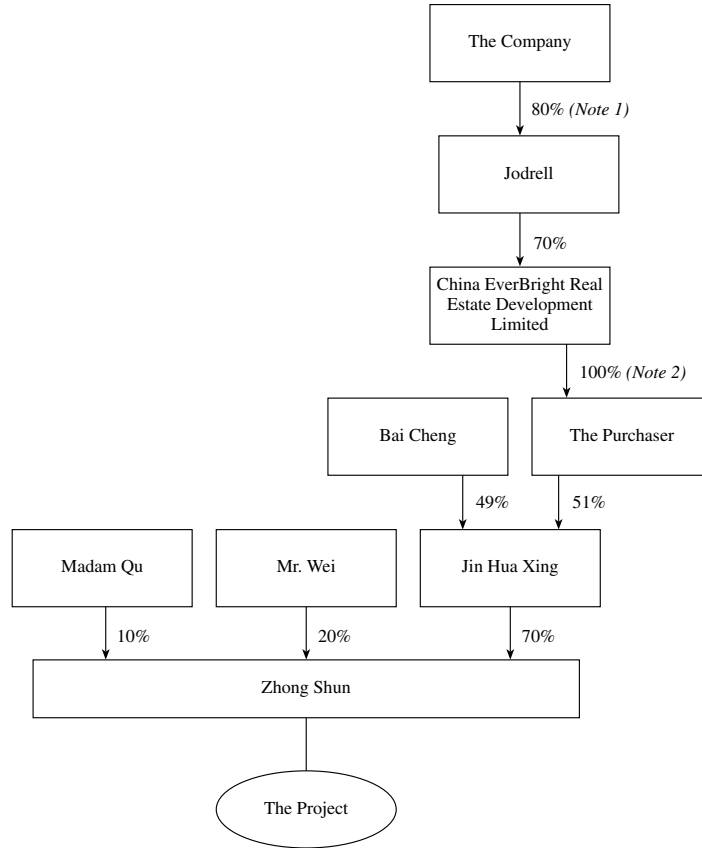 The Company
80% (Note 1)
Jodrell
70%
China EverBright Real
Estate Development
Limited
100% (Note 2)
Bai Cheng
The Purchaser
49%
51%
Madam Qu
Mr. Wei
Jin Hua Xing
10%
20%
70%
Zhong Shun
The Project